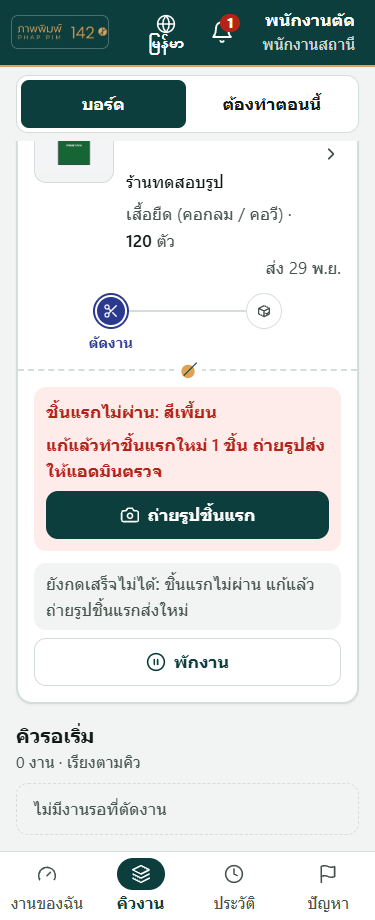 ภาพพิมพ์
PHAP PIM
142
မြန်မာ
1
พนักงานตัด
พนักงานสถานี
บอร์ด
ต้องทำตอนนี้
ร้านทดสอบรูป
เสื้อยืด (คอกลม / คอวี) ·
120 ตัว
ส่ง 29 พ.ย.
ตัดงาน
ชิ้นแรกไม่ผ่าน: สีเพี้ยน
แก้แล้วทำชิ้นแรกใหม่ 1 ชิ้น ถ่ายรูปส่ง
ให้แอดมินตรวจ
ถ่ายรูปชิ้นแรก
ยังกดเสร็จไม่ได้: ชิ้นแรกไม่ผ่าน แก้แล้ว
ถ่ายรูปชิ้นแรกส่งใหม่
พักงาน
คิวรอเริ่ม
0 งาน · เรียงตามคิว
ไม่มีงานรอที่ตัดงาน
งานของฉัน
คิวงาน
ประวัติ
ปัญหา